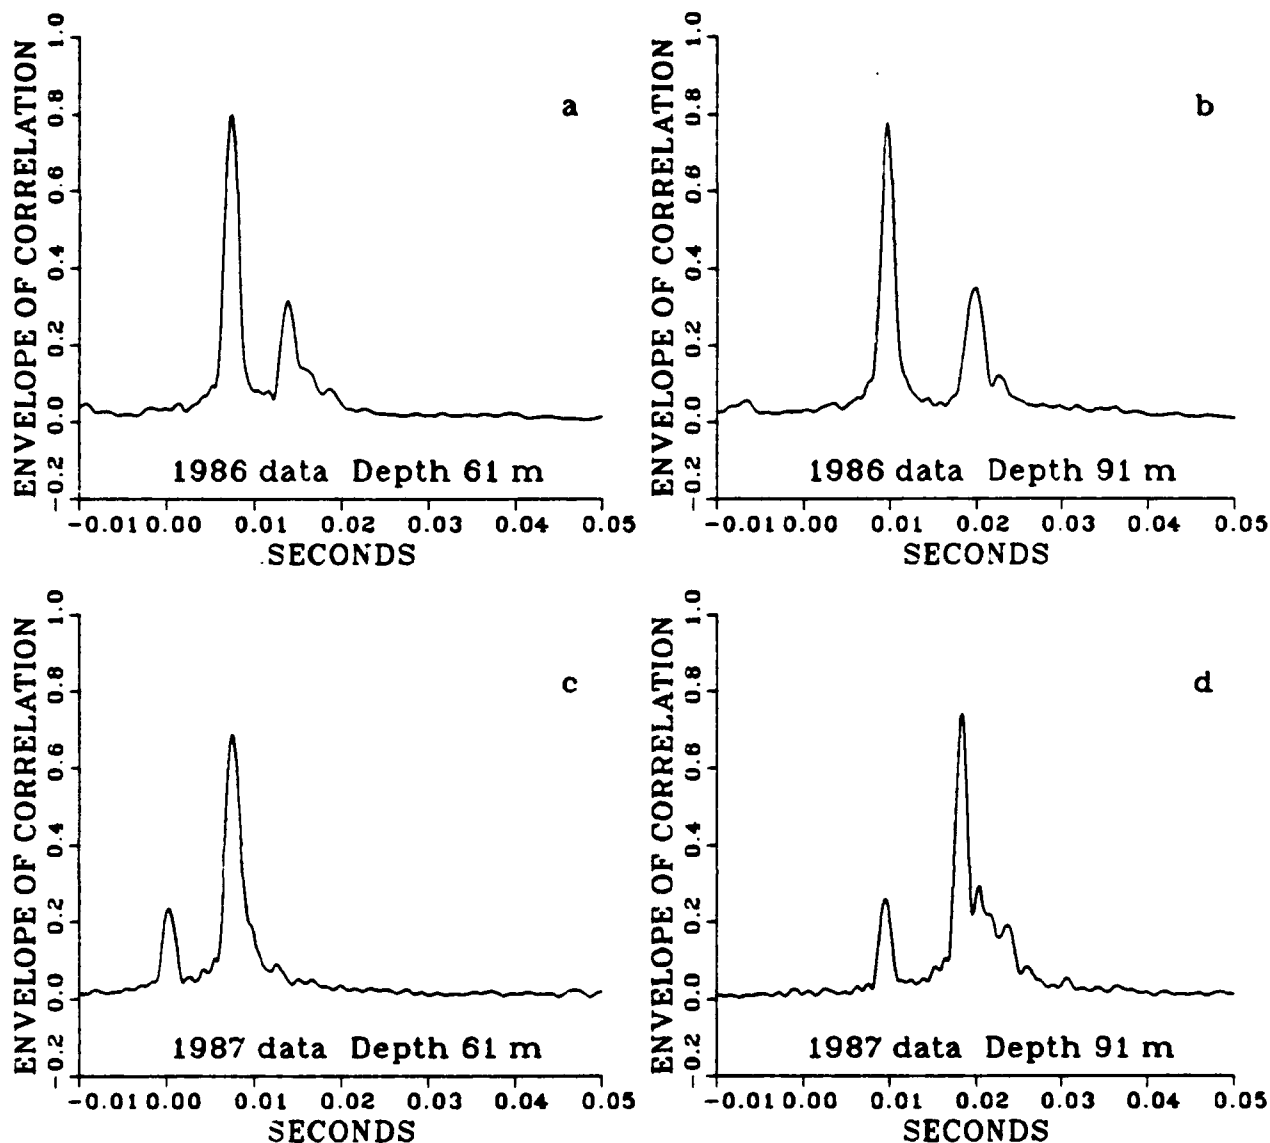 ENVELOPE OF CORRELATION
1.0
0.8
0.6
0.4
0.2
0.0
-0.2
a
1986 data Depth 61 m
-0.01 0.00 0.01 0.02 0.03 0.04 0.05
SECONDS
ENVELOPE OF CORRELATION
1.0
0.8
0.6
0.4
0.2
0.0
-0.2
b
1986 data Depth 91 m
-0.01 0.00 0.01 0.02 0.03 0.04 0.05
SECONDS
ENVELOPE OF CORRELATION
1.0
0.8
0.6
0.4
0.2
0.0
-0.2
c
1987 data Depth 61 m
-0.01 0.00 0.01 0.02 0.03 0.04 0.05
SECONDS
ENVELOPE OF CORRELATION
1.0
0.8
0.6
0.4
0.2
0.0
-0.2
d
1987 data Depth 91 m
-0.01 0.00 0.01 0.02 0.03 0.04 0.05
SECONDS